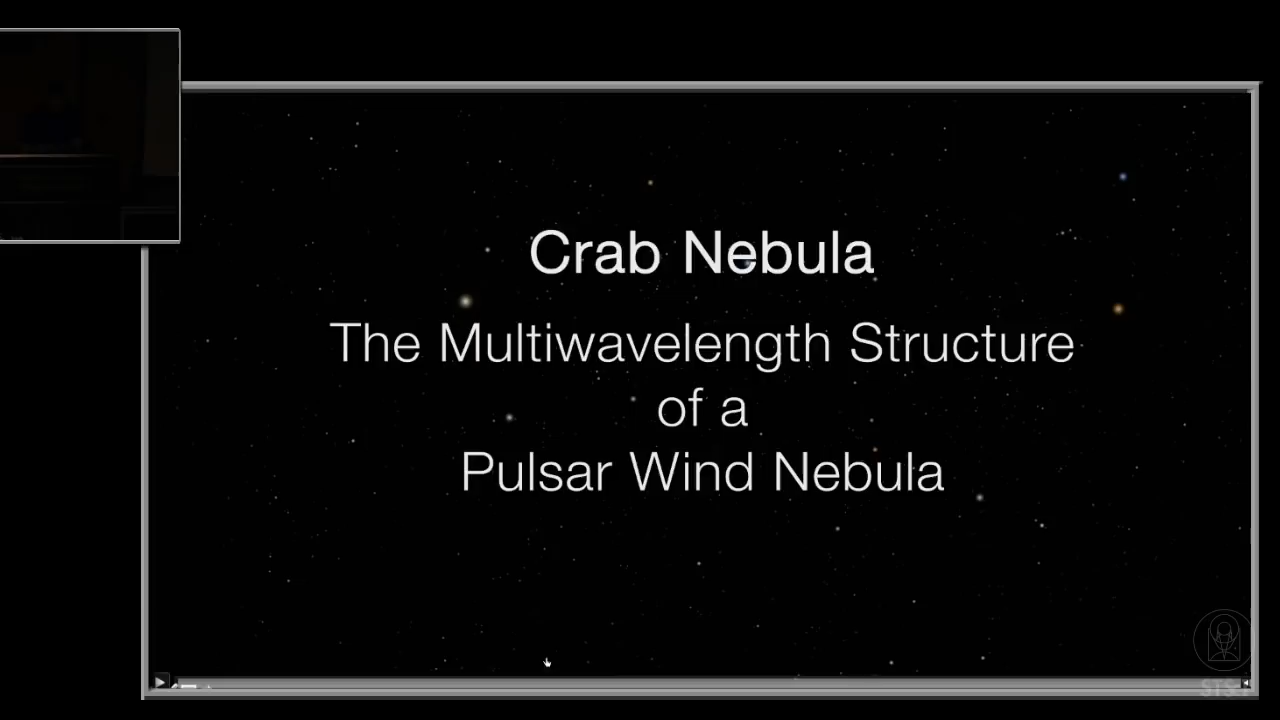 Crab Nebula
The Multiwavelength Structure
of a
Pulsar Wind Nebula